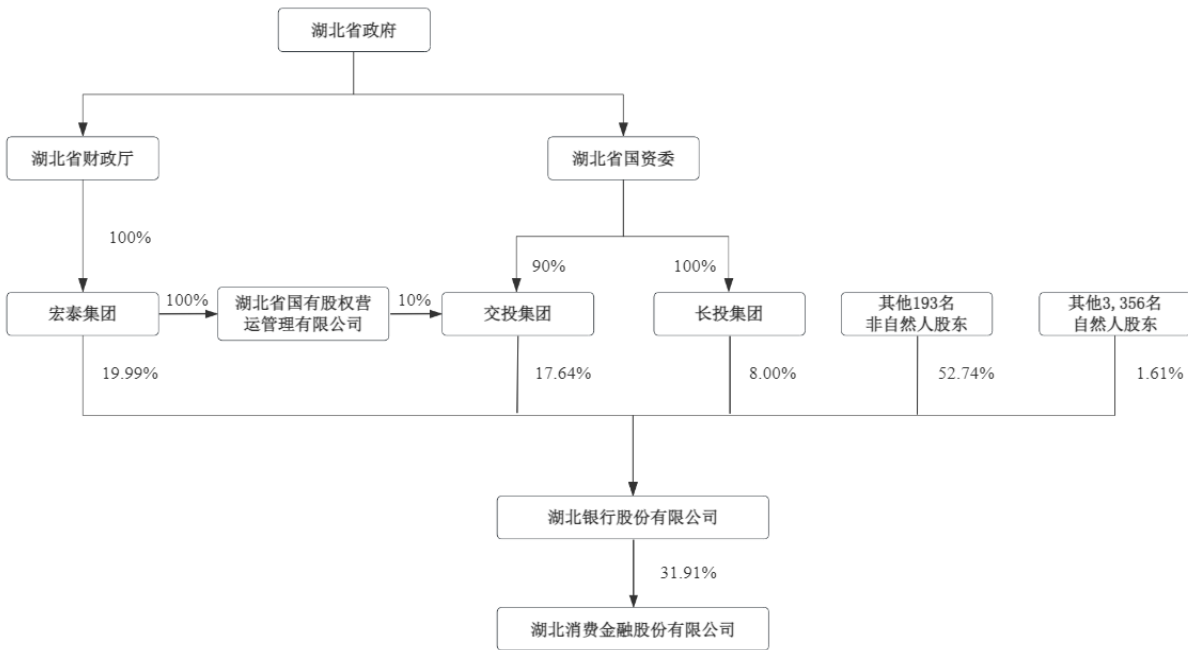 湖北省政府
湖北省财政厅
湖北省国资委
100%
90%
100%
宏泰集团
100%
湖北省国有股权营
运管理有限公司
10%
交投集团
长投集团
其他193名
非自然人股东
其他3,356名
自然人股东
19.99%
17.64%
8.00%
52.74%
1.61%
湖北银行股份有限公司
31.91%
湖北消费金融股份有限公司